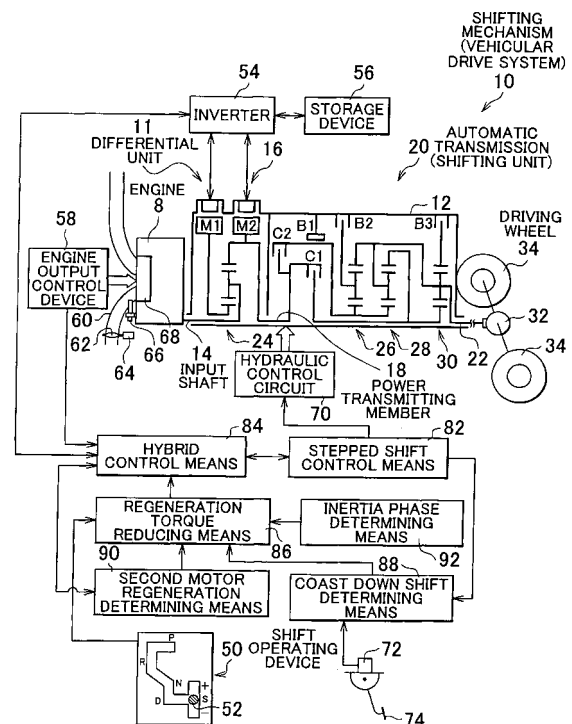 SHIFTING
MECHANISM
(VEHICULAR
DRIVE SYSTEM)
10
54
56
INVERTER
STORAGE
DEVICE
11
DIFFERENTIAL
UNIT
16
20
AUTOMATIC
TRANSMISSION
(SHIFTING UNIT)
ENGINE
8
12
58
M1
M2
B1
B2
B3
C2
C1
DRIVING
WHEEL
34
ENGINE
OUTPUT
CONTROL
DEVICE
60
62
66
68
64
14
INPUT
SHAFT
24
18
POWER
TRANSMITTING
MEMBER
26
28
30
22
32
34
HYDRAULIC
CONTROL
CIRCUIT
70
84
82
HYBRID
CONTROL MEANS
STEPPED SHIFT
CONTROL MEANS
REGENERATION
TORQUE
REDUCING MEANS
86
INERTIA PHASE
DETERMINING
MEANS
92
90
88
SECOND MOTOR
REGENERATION
DETERMINING MEANS
COAST DOWN SHIFT
DETERMINING
MEANS
50
SHIFT
OPERATING
DEVICE
72
P
R
N
+
S
D
−
52
74